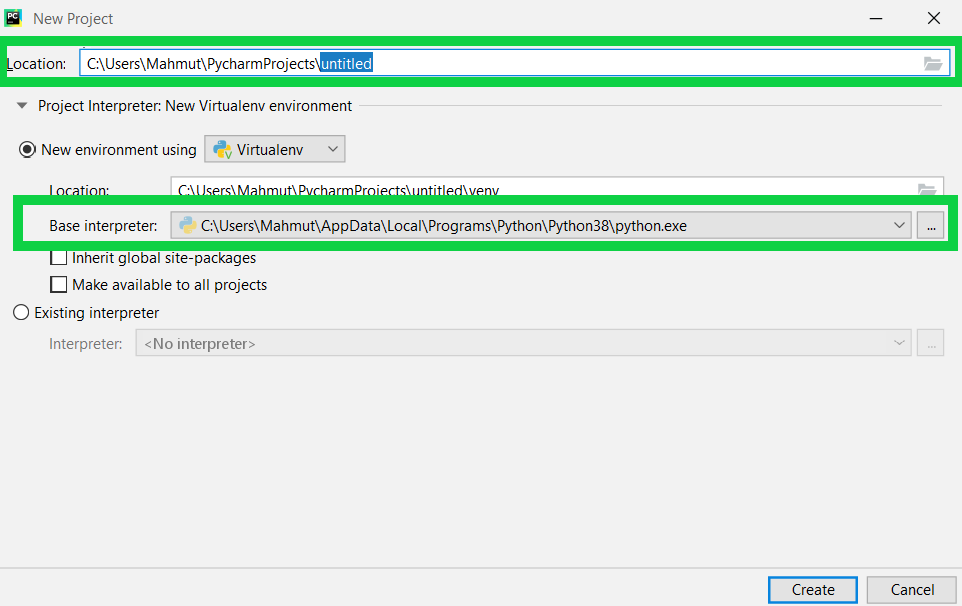 PC
New Project
Location: C:\Users\Mahmut\PycharmProjects\untitled
Project Interpreter: New Virtualenv environment
New environment using Virtualenv
Location: C:\Users\Mahmut\PycharmProjects\untitled\venv
Base interpreter: C:\Users\Mahmut\AppData\Local\Programs\Python\Python38\python.exe ...
Inherit global site-packages
Make available to all projects
Existing interpreter
Interpreter: <No interpreter> ...
Create Cancel